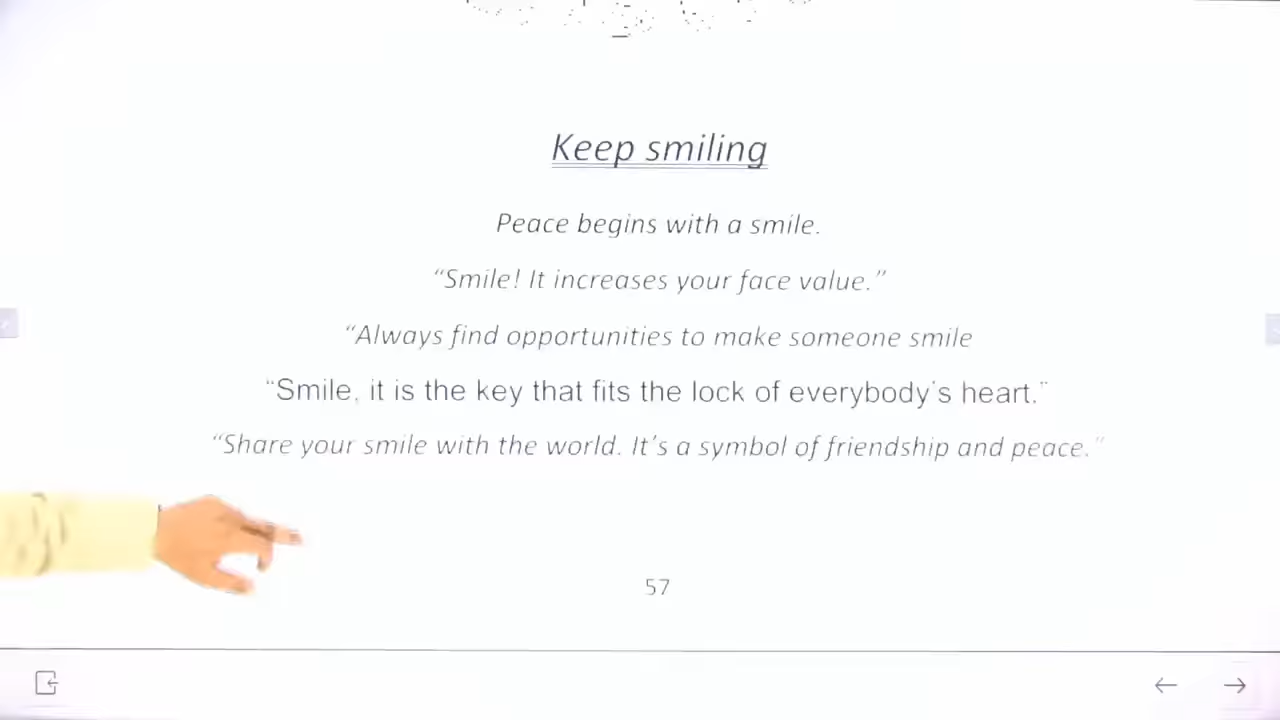 Keep smiling
Peace begins with a smile.
“Smile! It increases your face value.”
“Always find opportunities to make someone smile
“Smile, it is the key that fits the lock of everybody's heart.”
“Share your smile with the world. It's a symbol of friendship and peace.”
57